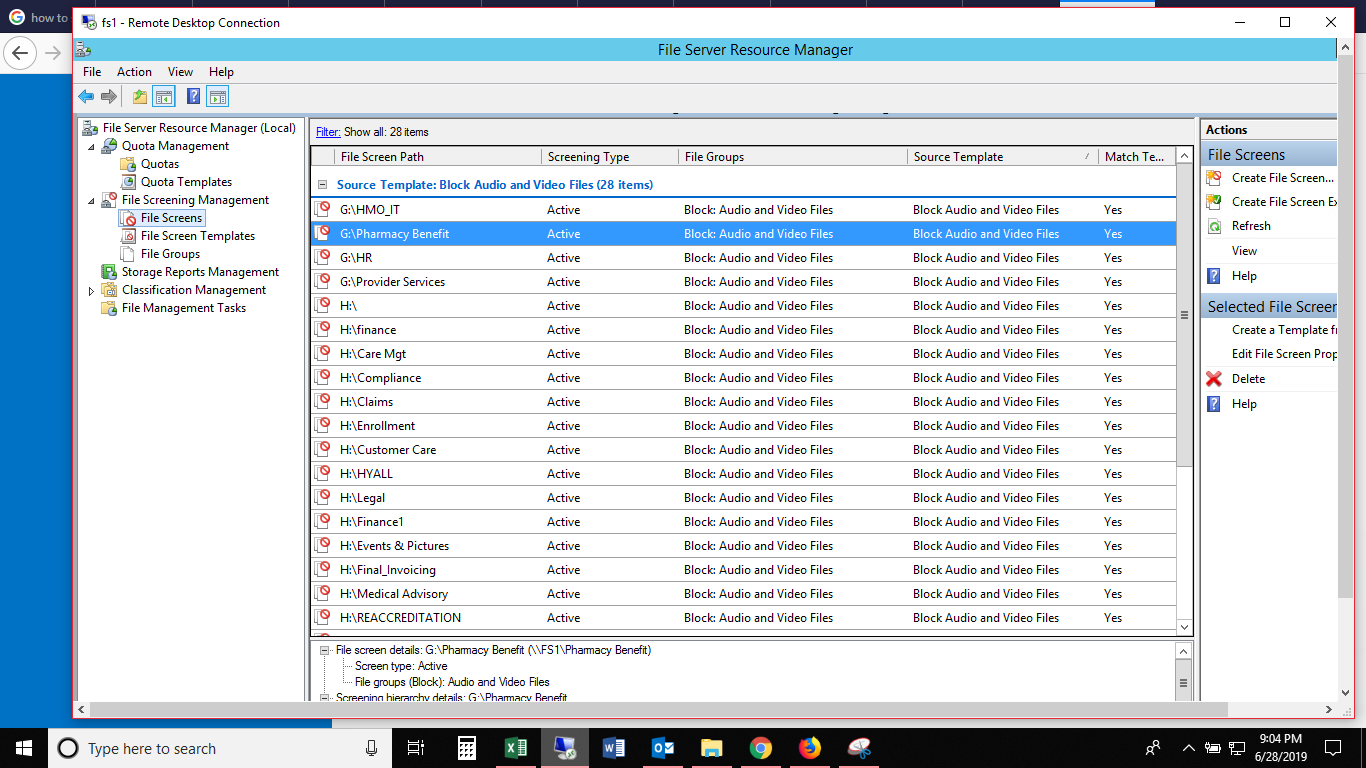 how to
fs1 - Remote Desktop Connection
File Server Resource Manager
File Action View Help
File Server Resource Manager (Local)
Quota Management
Quotas
Quota Templates
File Screening Management
File Screens
File Screen Templates
File Groups
Storage Reports Management
Classification Management
File Management Tasks
Filter: Show all: 28 items
File Screen Path Screening Type File Groups Source Template Match Te...
Source Template: Block Audio and Video Files (28 items)
G:\HMO_IT Active Block: Audio and Video Files Block Audio and Video Files Yes
G:\Pharmacy Benefit Active Block: Audio and Video Files Block Audio and Video Files Yes
G:\HR Active Block: Audio and Video Files Block Audio and Video Files Yes
G:\Provider Services Active Block: Audio and Video Files Block Audio and Video Files Yes
H:\ Active Block: Audio and Video Files Block Audio and Video Files Yes
H:\finance Active Block: Audio and Video Files Block Audio and Video Files Yes
H:\Care Mgt Active Block: Audio and Video Files Block Audio and Video Files Yes
H:\Compliance Active Block: Audio and Video Files Block Audio and Video Files Yes
H:\Claims Active Block: Audio and Video Files Block Audio and Video Files Yes
H:\Enrollment Active Block: Audio and Video Files Block Audio and Video Files Yes
H:\Customer Care Active Block: Audio and Video Files Block Audio and Video Files Yes
H:\HYALL Active Block: Audio and Video Files Block Audio and Video Files Yes
H:\Legal Active Block: Audio and Video Files Block Audio and Video Files Yes
H:\Finance1 Active Block: Audio and Video Files Block Audio and Video Files Yes
H:\Events & Pictures Active Block: Audio and Video Files Block Audio and Video Files Yes
H:\Final_Invoicing Active Block: Audio and Video Files Block Audio and Video Files Yes
H:\Medical Advisory Active Block: Audio and Video Files Block Audio and Video Files Yes
H:\REACCREDITATION Active Block: Audio and Video Files Block Audio and Video Files Yes
File screen details: G:\Pharmacy Benefit (\\FS1\Pharmacy Benefit)
Screen type: Active
File groups (Block): Audio and Video Files
Screening hierarchy details: G:\Pharmacy Benefit
Actions
File Screens
Create File Screen...
Create File Screen Ex
Refresh
View
Help
Selected File Screen
Create a Template fr
Edit File Screen Prop
Delete
Help
Type here to search
9:04 PM
6/28/2019